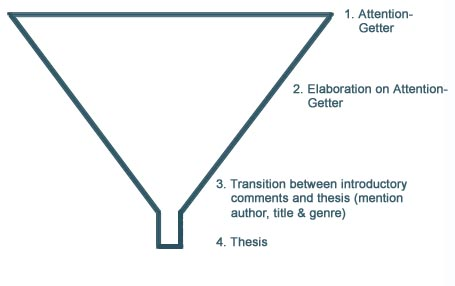 1. Attention-
Getter
2. Elaboration on Attention-
Getter
3. Transition between introductory
comments and thesis (mention
author, title & genre)
4. Thesis